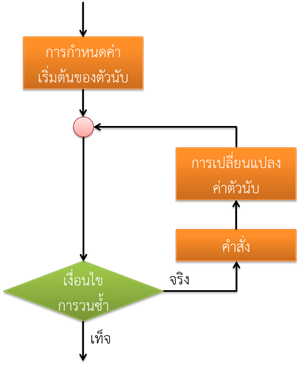 การกำหนดค่า
เริ่มต้นของตัวนับ
การเปลี่ยนแปลง
ค่าตัวนับ
คำสั่ง
เงื่อนไข
การวนซ้ำ
จริง
เท็จ